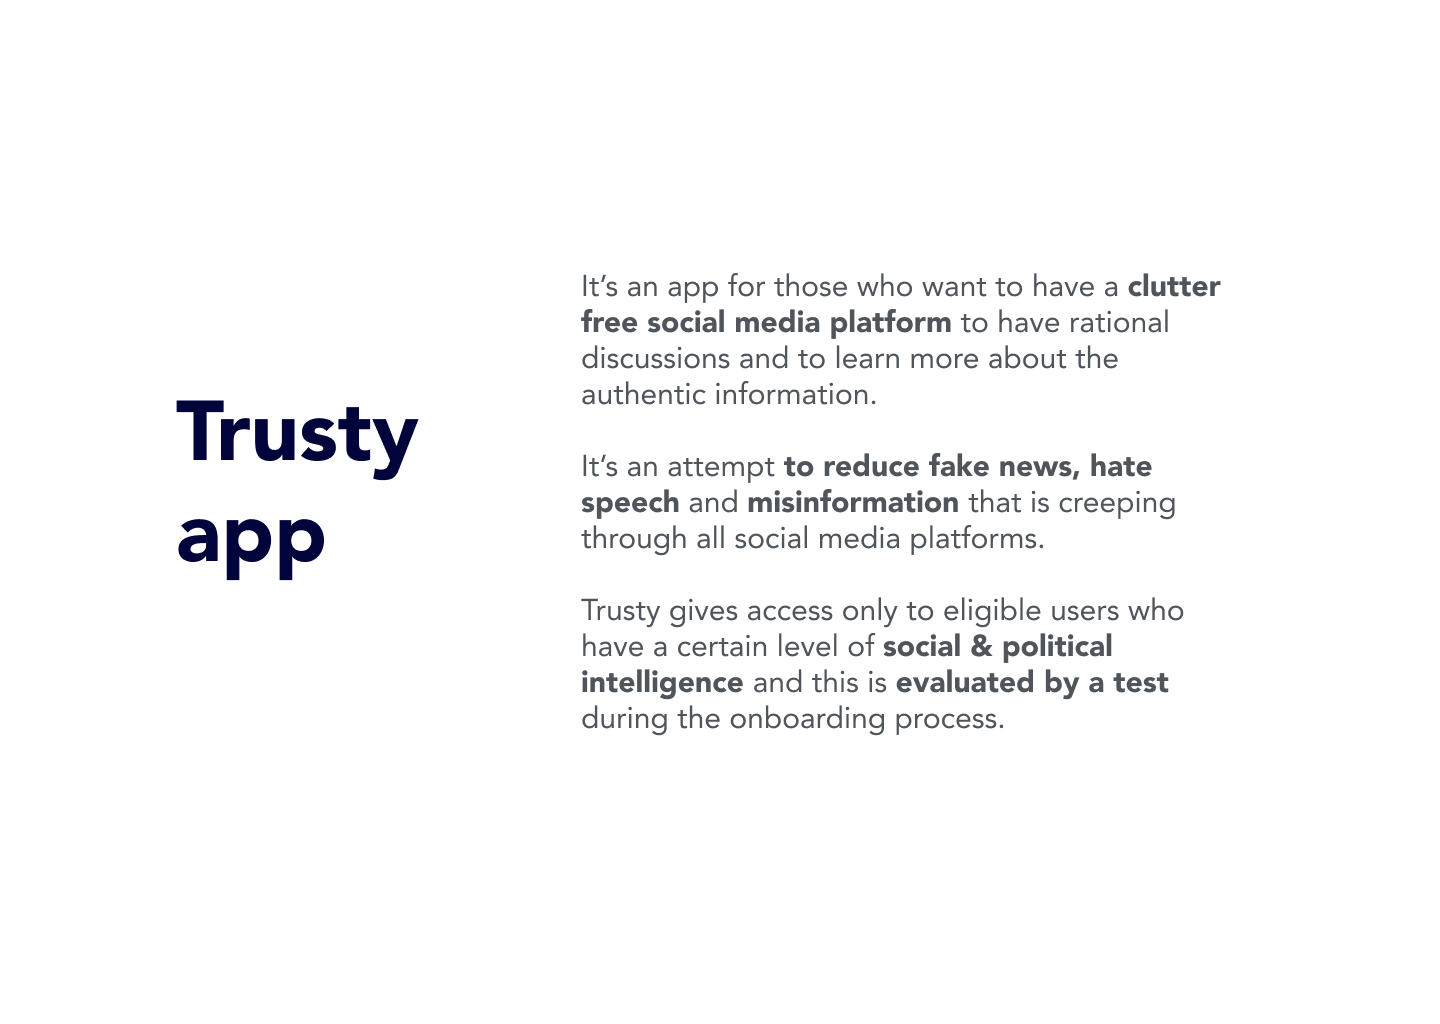 Trusty
app
It’s an app for those who want to have a clutter
free social media platform to have rational
discussions and to learn more about the
authentic information.
It’s an attempt to reduce fake news, hate
speech and misinformation that is creeping
through all social media platforms.
Trusty gives access only to eligible users who
have a certain level of social & political
intelligence and this is evaluated by a test
during the onboarding process.